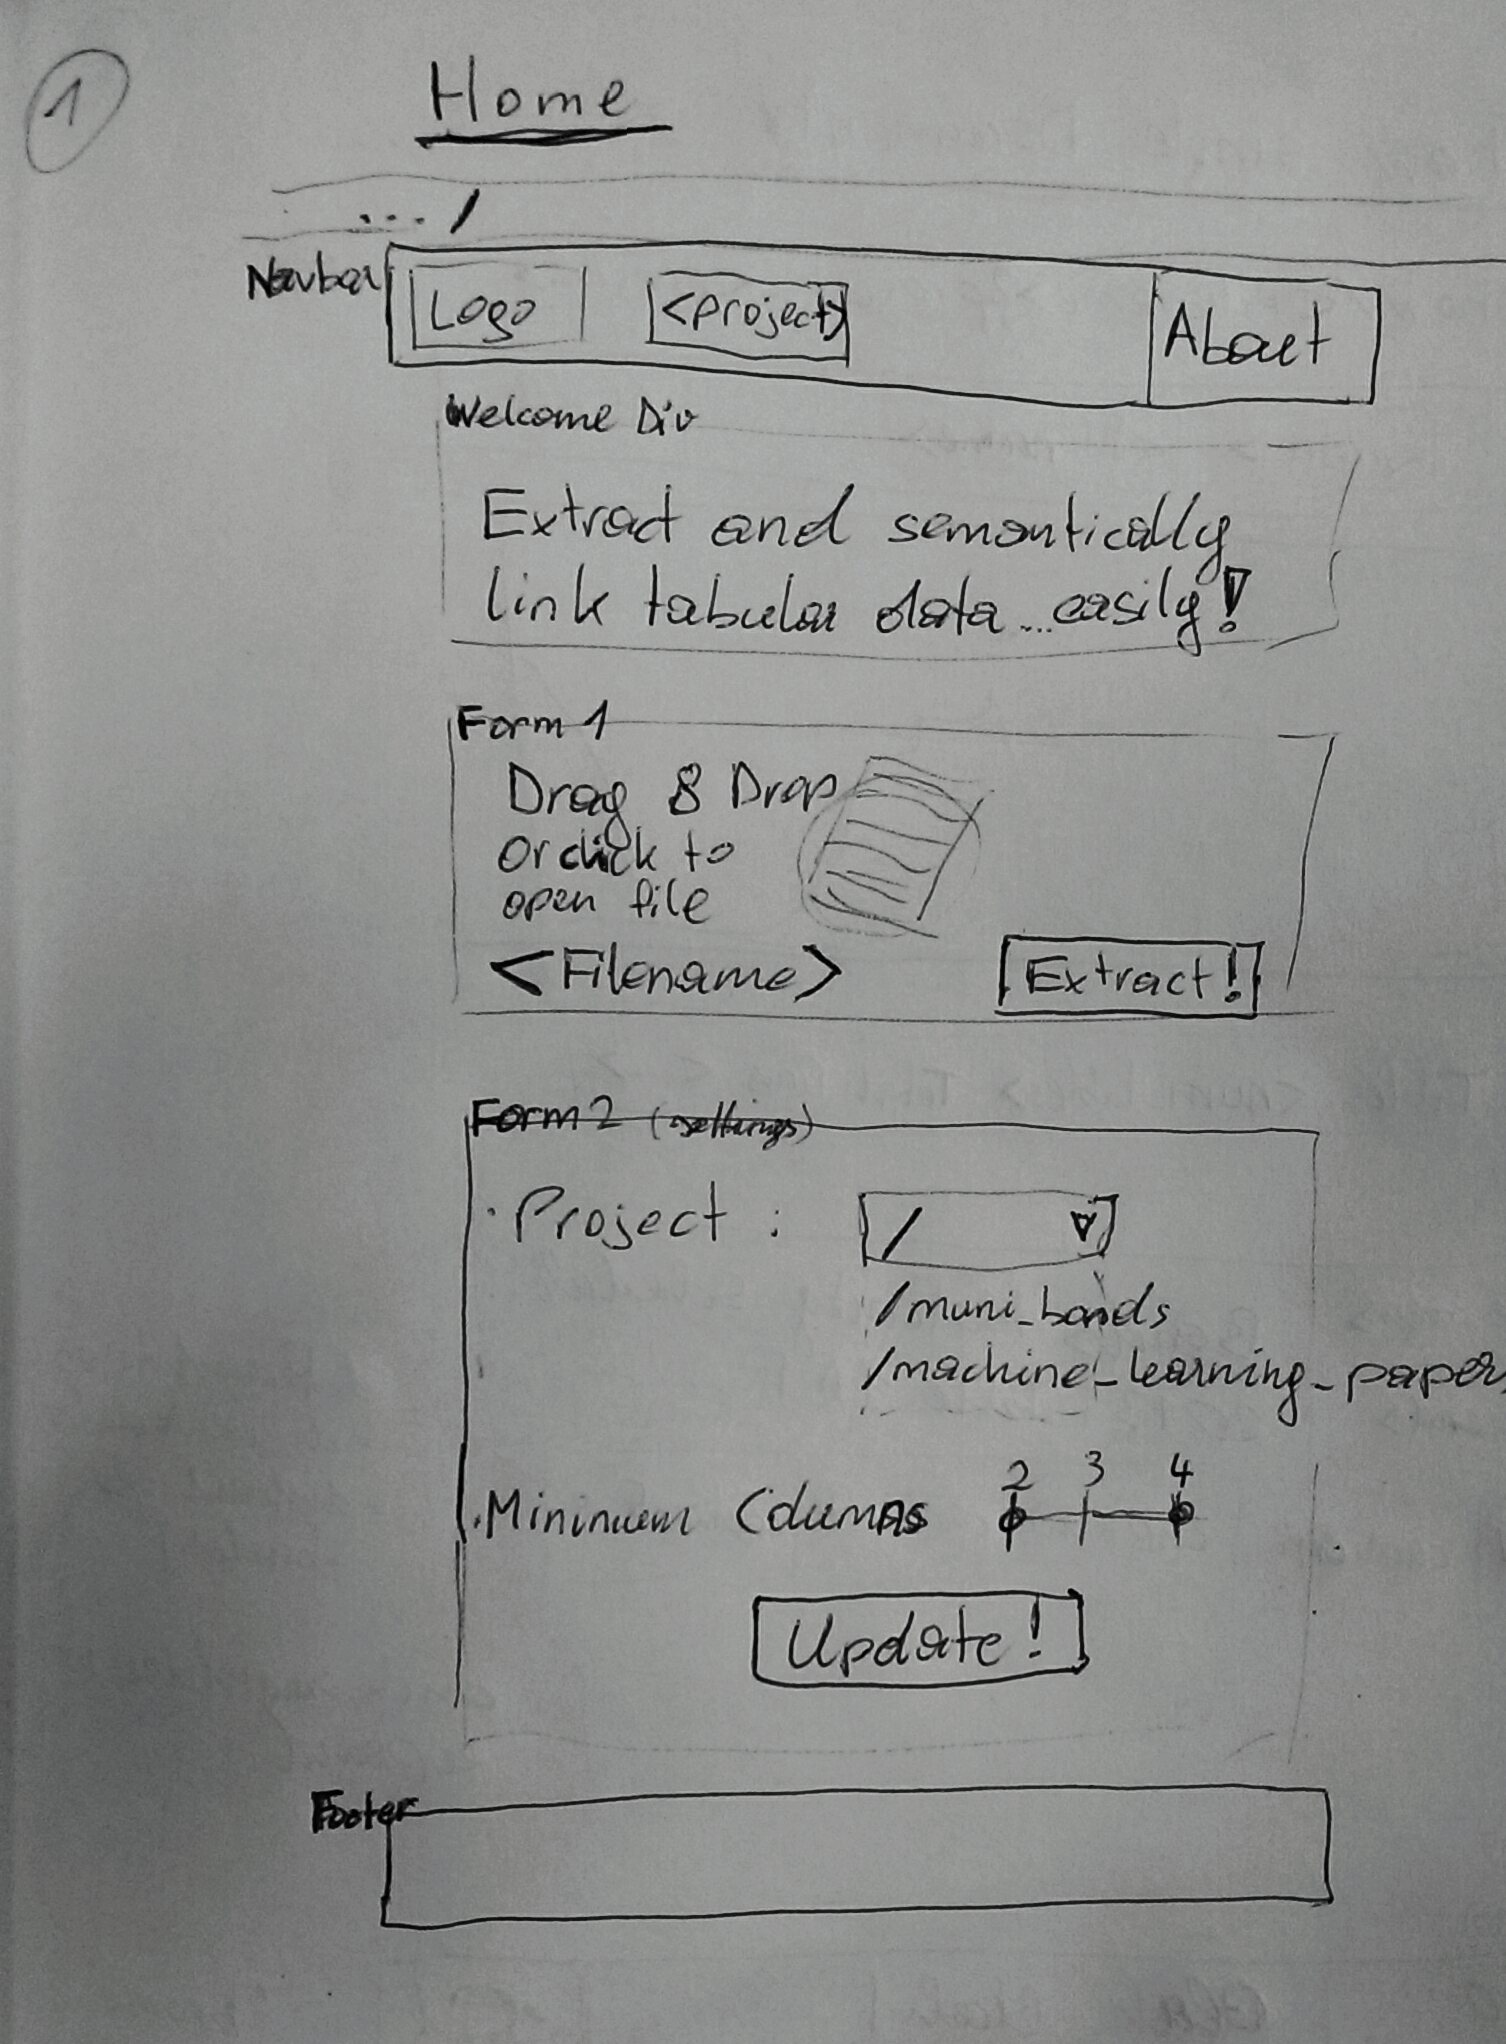 1
Home
... /
Navbar
Logo
<project>
About
Welcome Div
Extract and semantically
link tabular data...easily!
Form 1
Drag & Drop
Or click to
open file
<Filename>
Extract!
Form 2 (settings)
· Project :
/
/muni_bonds
/machine_learning_papers
2 3 4
· Minimum Columns
Update!
Footer